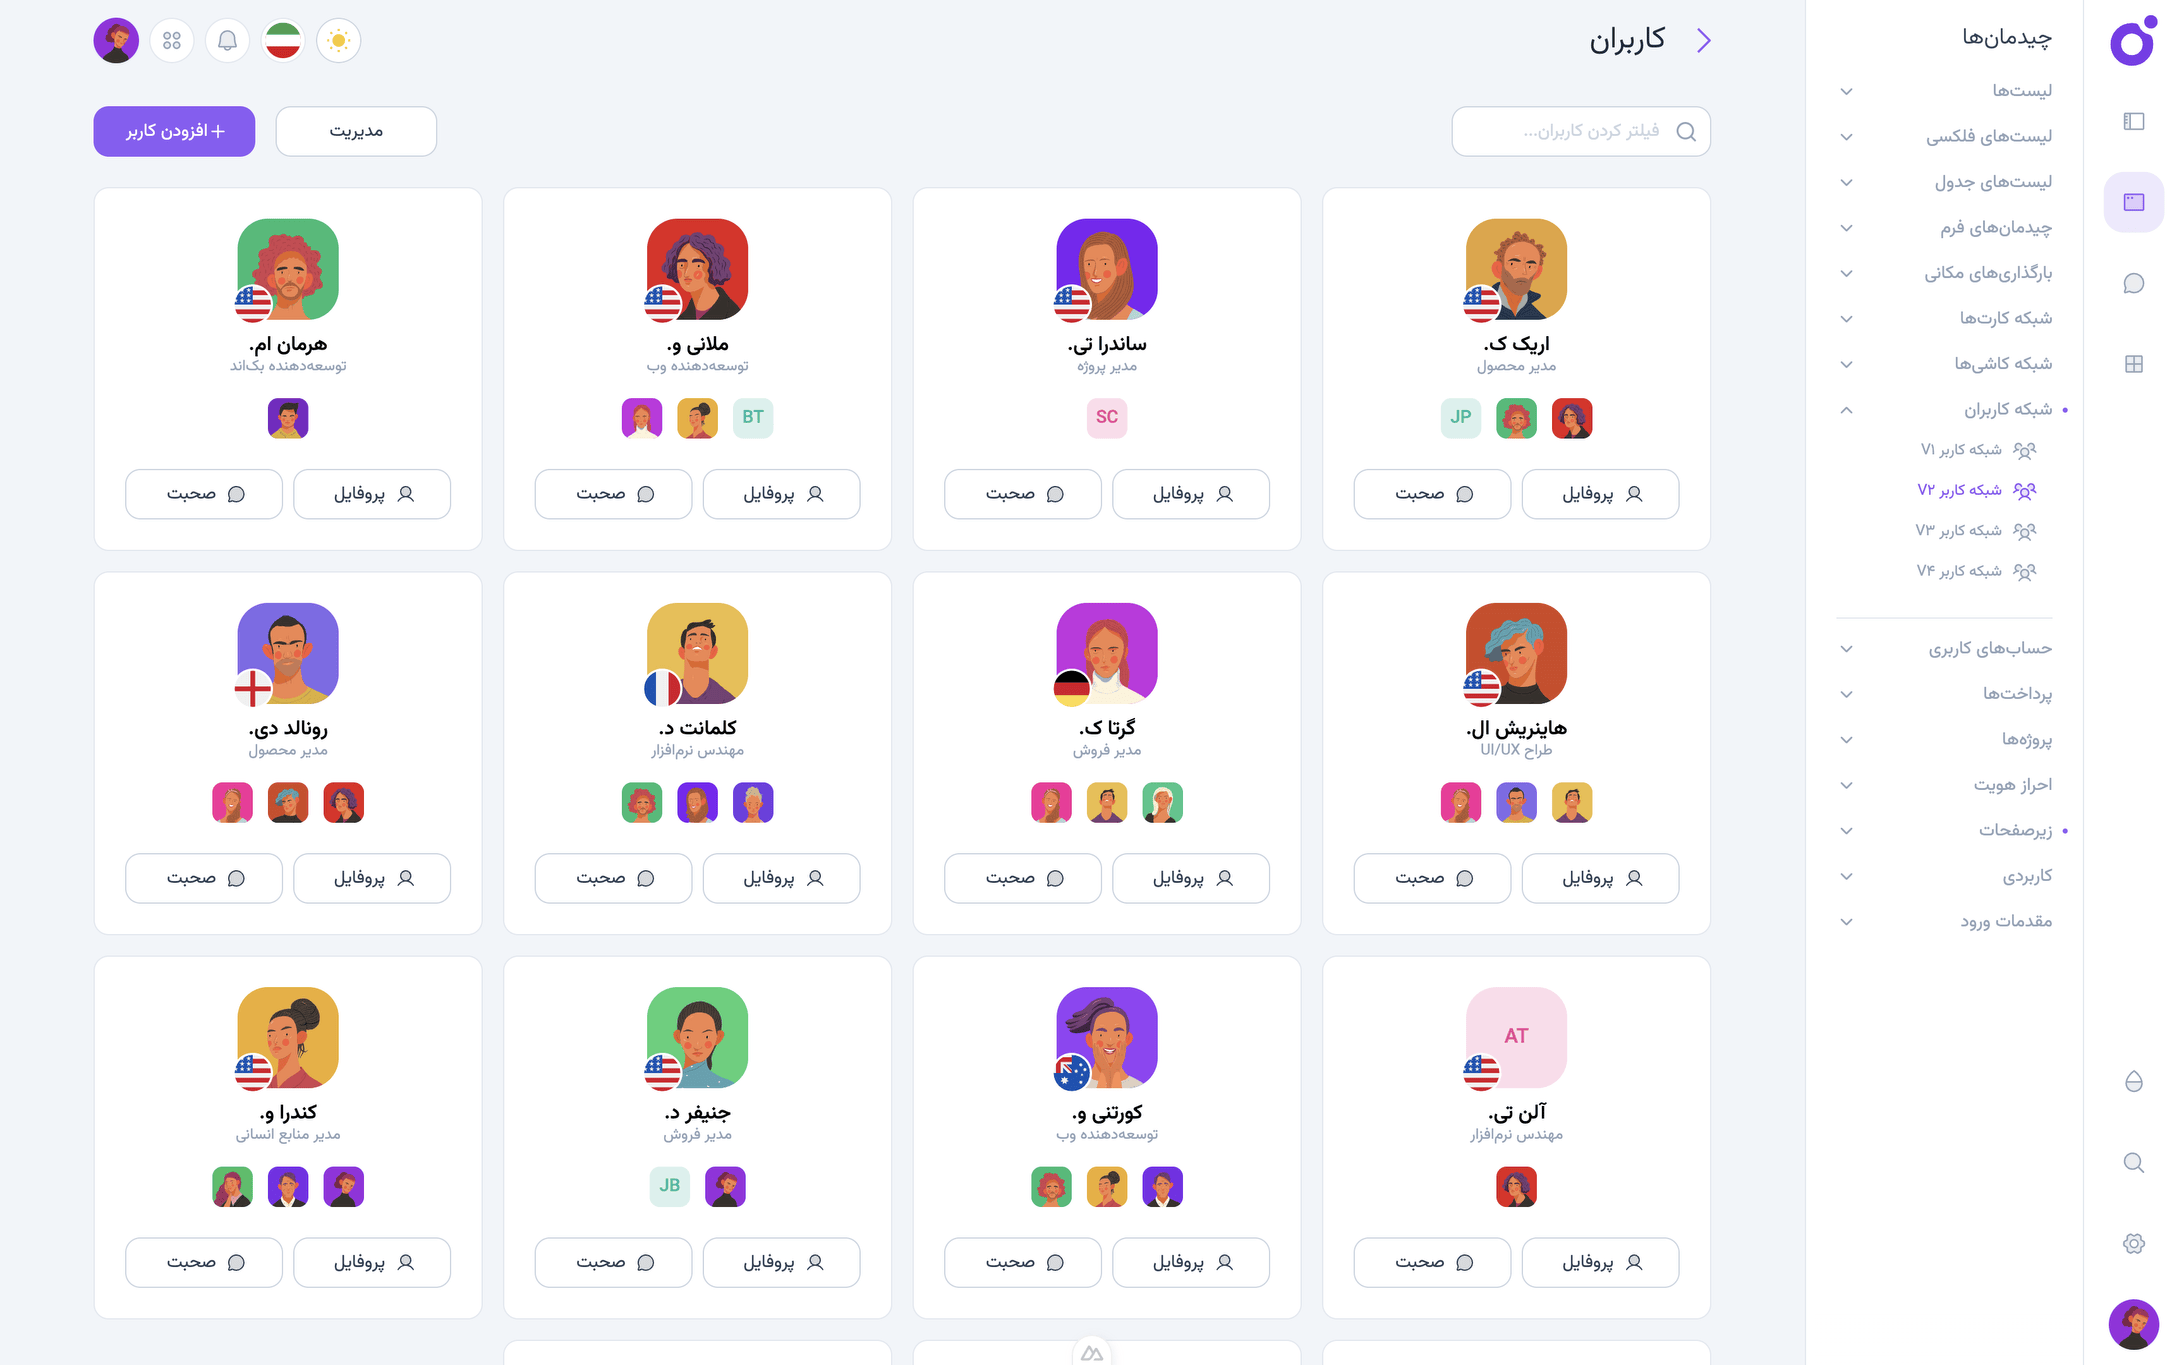 چیدمان‌ها
لیست‌ها
لیست‌های فلکسی
لیست‌های جدول
چیدمان‌های فرم
بارگذاری‌های مکانی
شبکه کارت‌ها
شبکه کاشی‌ها
شبکه کاربران
شبکه کاربر V۱
شبکه کاربر V۲
شبکه کاربر V۳
شبکه کاربر V۴
حساب‌های کاربری
پرداخت‌ها
پروژه‌ها
احراز هویت
زیرصفحات
کاربردی
مقدمات ورود
کاربران
فیلتر کردن کاربران...
مدیریت
افزودن کاربر
اریک ک.
مدیر محصول
JP
پروفایل
صحبت
ساندرا تی.
مدیر پروژه
SC
پروفایل
صحبت
ملانی و.
توسعه‌دهنده وب
BT
پروفایل
صحبت
هرمان ام.
توسعه‌دهنده بک‌اند
پروفایل
صحبت
هاینریش ال.
طراح UI/UX
پروفایل
صحبت
گرتا ک.
مدیر فروش
پروفایل
صحبت
کلمانت د.
مهندس نرم‌افزار
پروفایل
صحبت
رونالد دی.
مدیر محصول
پروفایل
صحبت
AT
آلن تی.
مهندس نرم‌افزار
پروفایل
صحبت
کورتنی و.
توسعه‌دهنده وب
پروفایل
صحبت
جنیفر د.
مدیر فروش
JB
پروفایل
صحبت
کندرا و.
مدیر منابع انسانی
پروفایل
صحبت